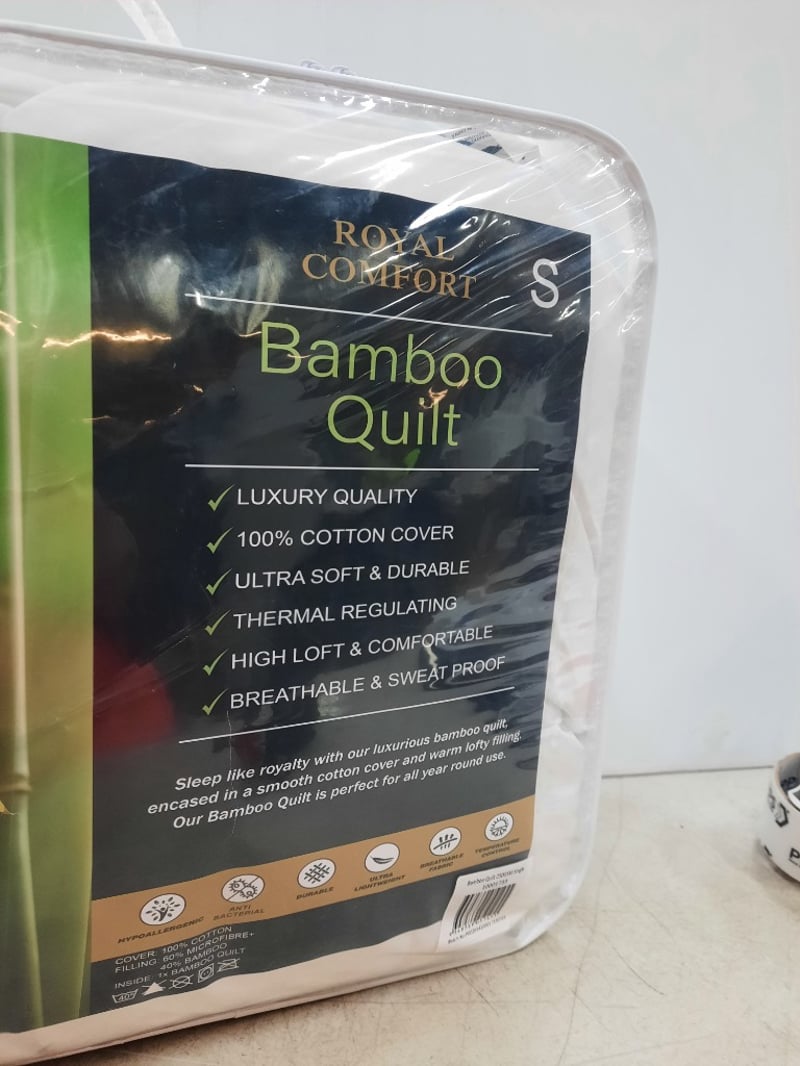 ROYAL
COMFORT
S
Bamboo
Quilt
LUXURY QUALITY
100% COTTON COVER
ULTRA SOFT & DURABLE
THERMAL REGULATING
HIGH LOFT & COMFORTABLE
BREATHABLE & SWEAT PROOF
Sleep like royalty with our luxurious bamboo quilt,
encased in a smooth cotton cover and warm lofty filling.
Our Bamboo Quilt is perfect for all year round use.
HYPOALLERGENIC
ANTI
BACTERIAL
DURABLE
ULTRA
LIGHTWEIGHT
BREATHABLE
FABRIC
TEMPERATURE
CONTROL
COVER: 100% COTTON
FILLING: 60% MICROFIBRE+
40% BAMBOO
INSIDE: 1x BAMBOO QUILT
40°